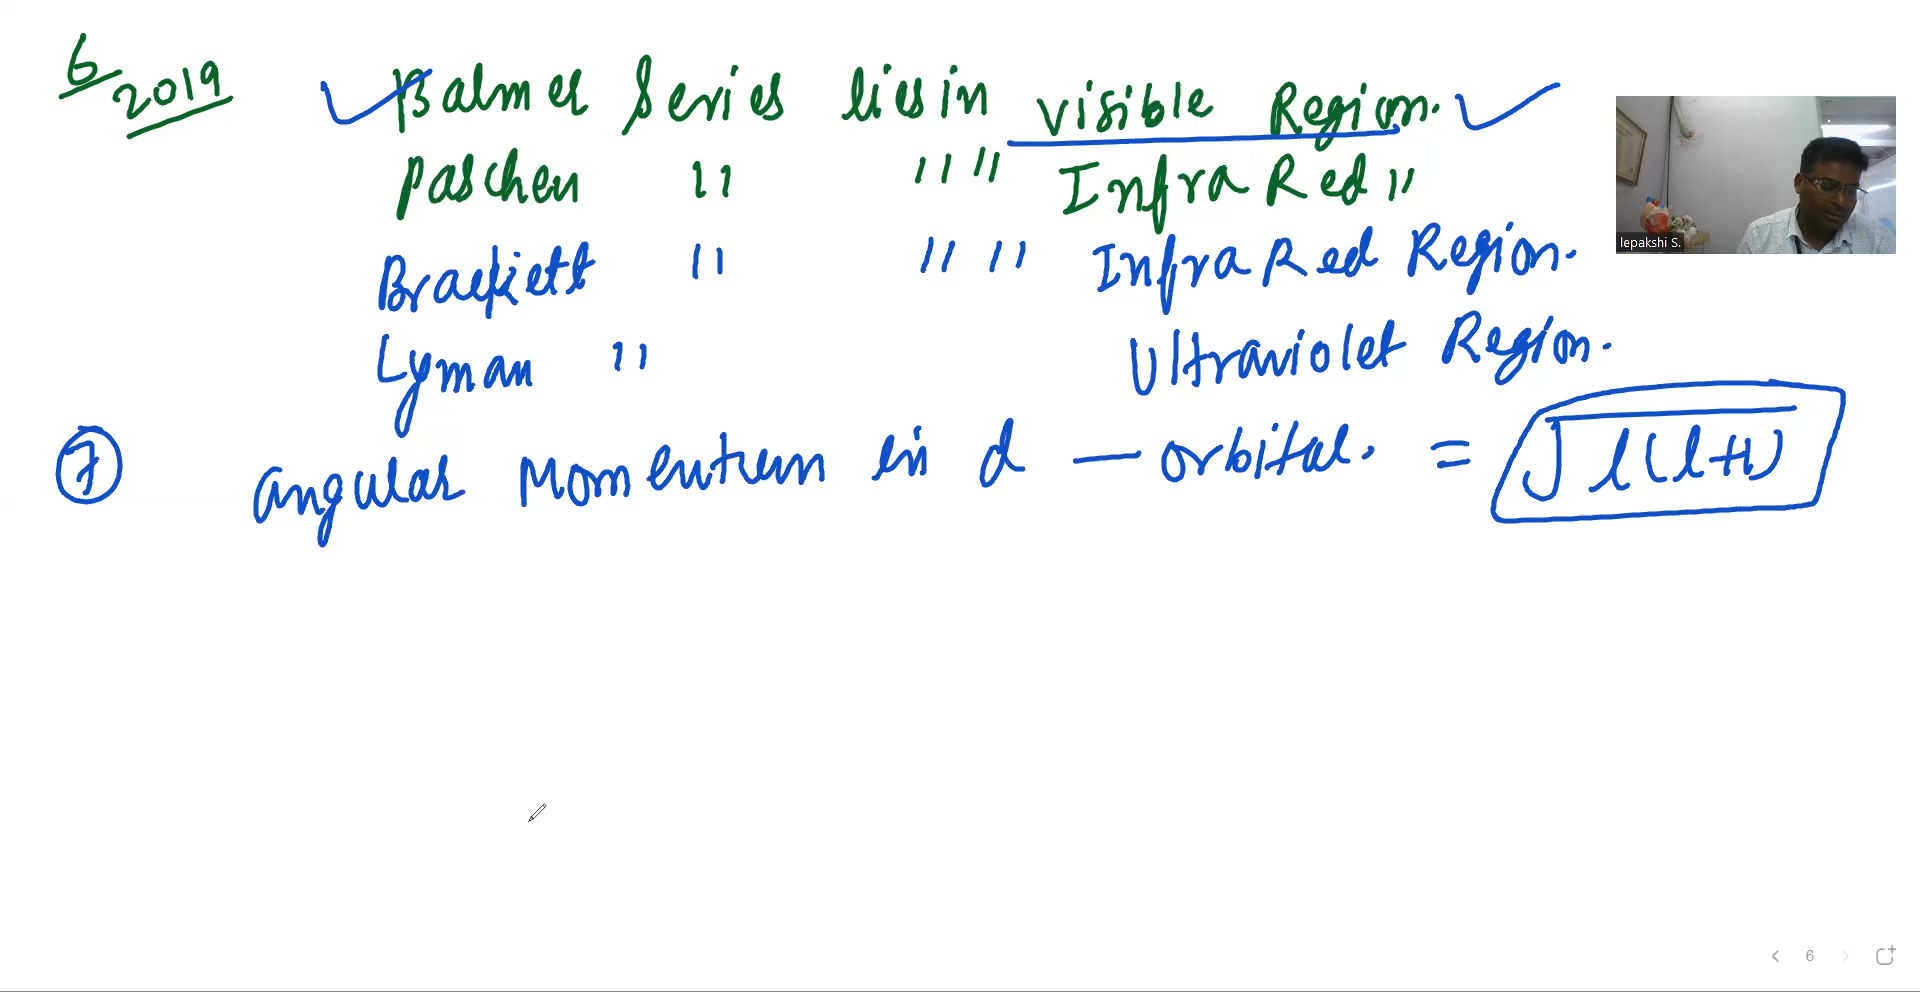 6/2019 Balmer Series lies in visible Region.
Paschen " " " Infra Red "
Brackett " " " Infra Red Region.
Lyman " Ultraviolet Region.
7 angular Momentum in d - orbital. = √l(l+1)
lepakshi S.
6